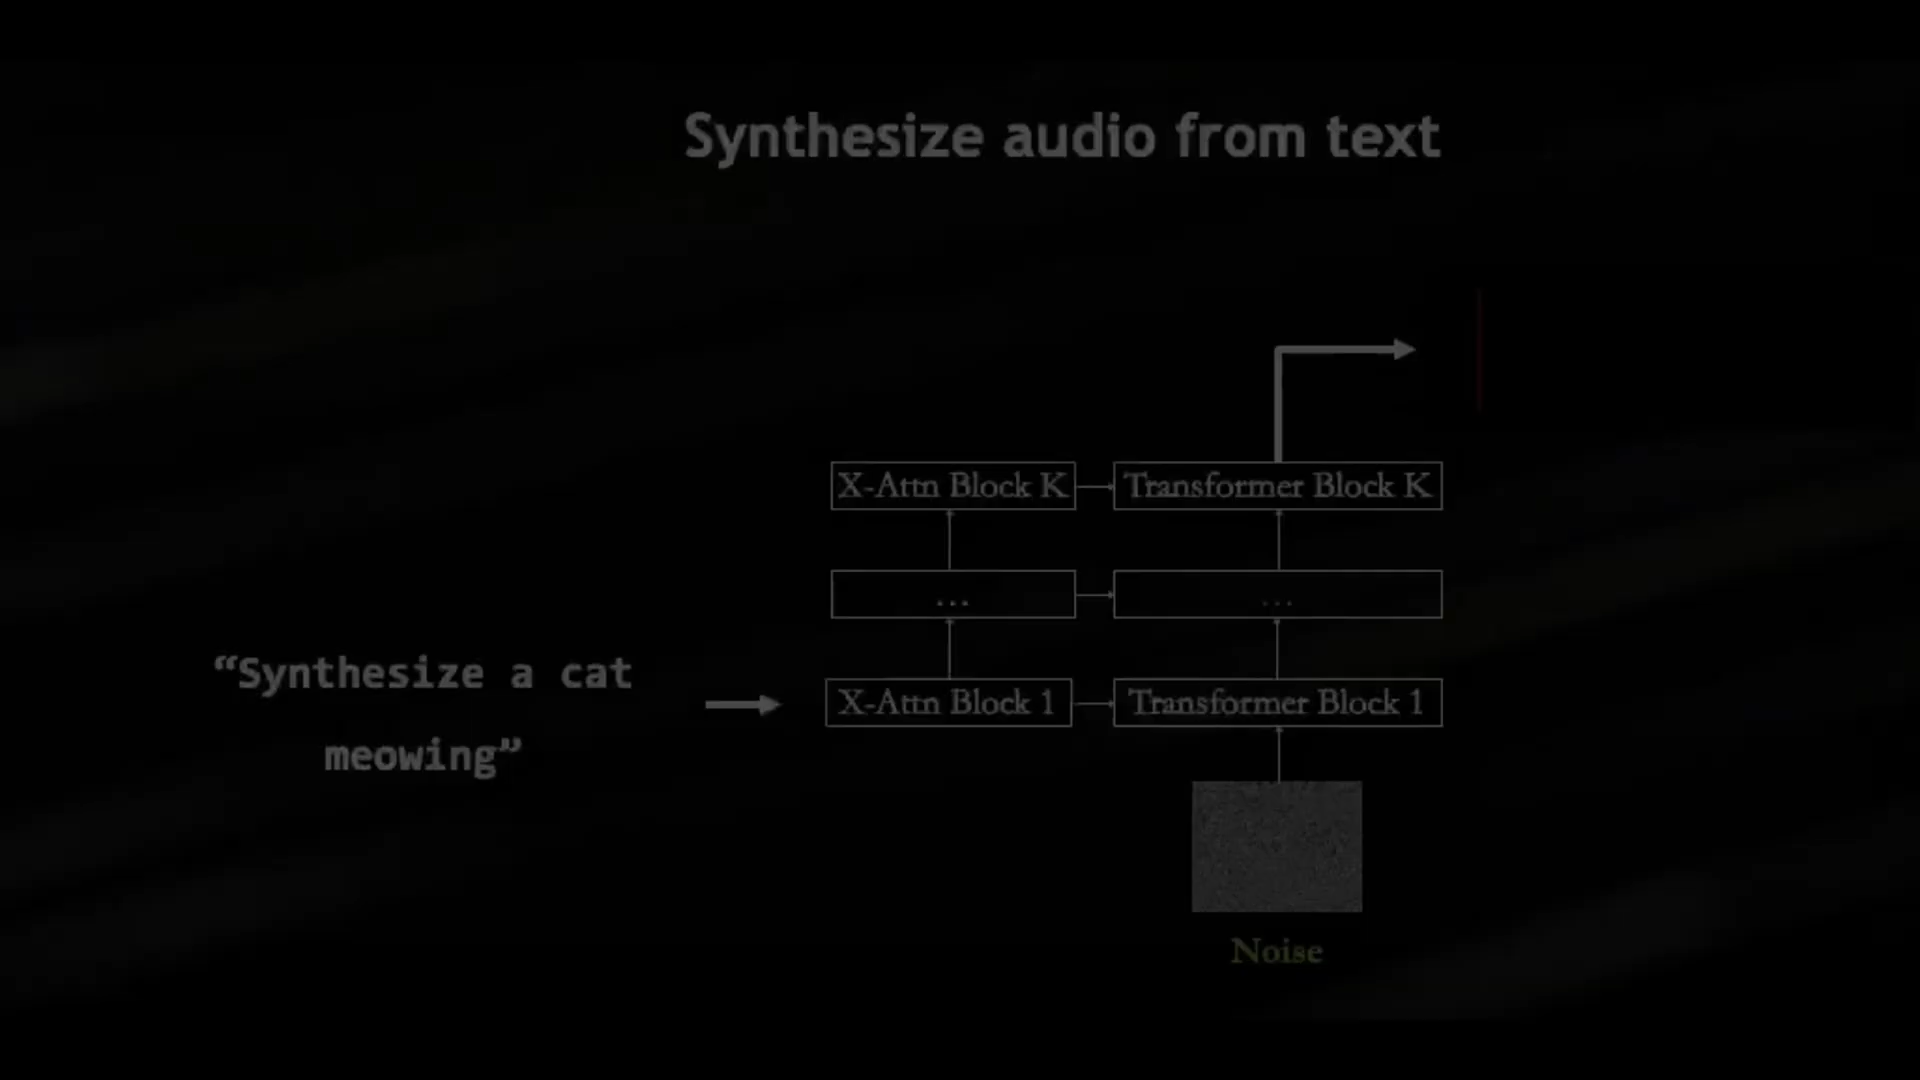 Synthesize audio from text
X-Attn Block K
Transformer Block K
...
...
“Synthesize a cat
meowing”
X-Attn Block 1
Transformer Block 1
Noise